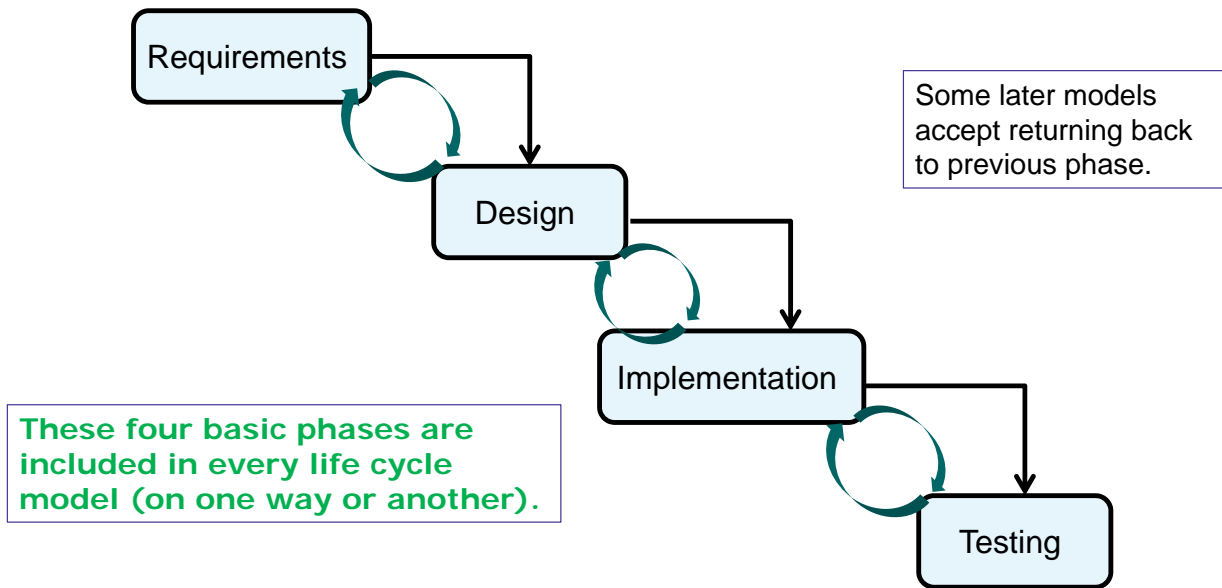 Requirements
Some later models
accept returning back
to previous phase.
Design
Implementation
These four basic phases are
included in every life cycle
model (on one way or another).
Testing